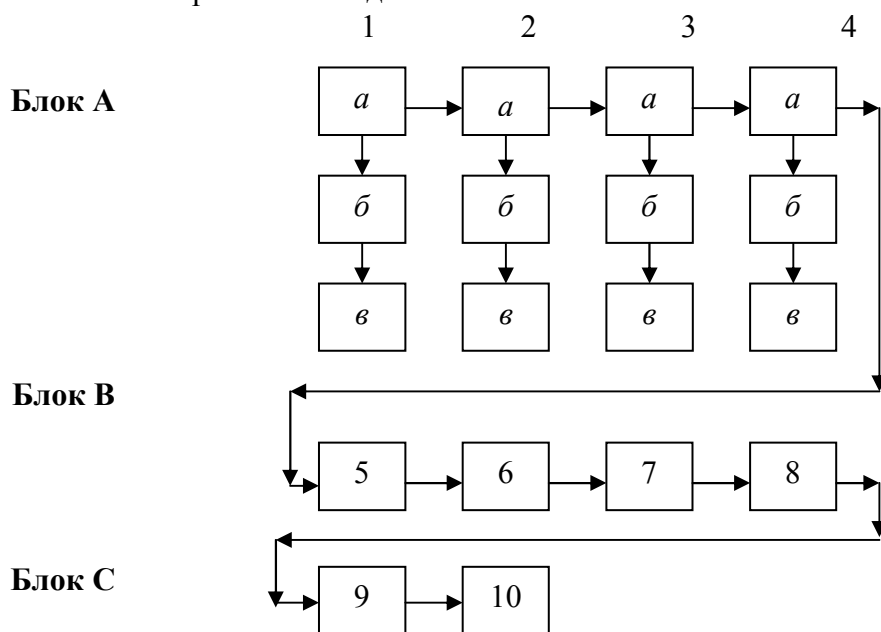 1 2 3 4
Блок А
а а а а
б б б б
в в в в
Блок В
5 6 7 8
Блок С
9 10